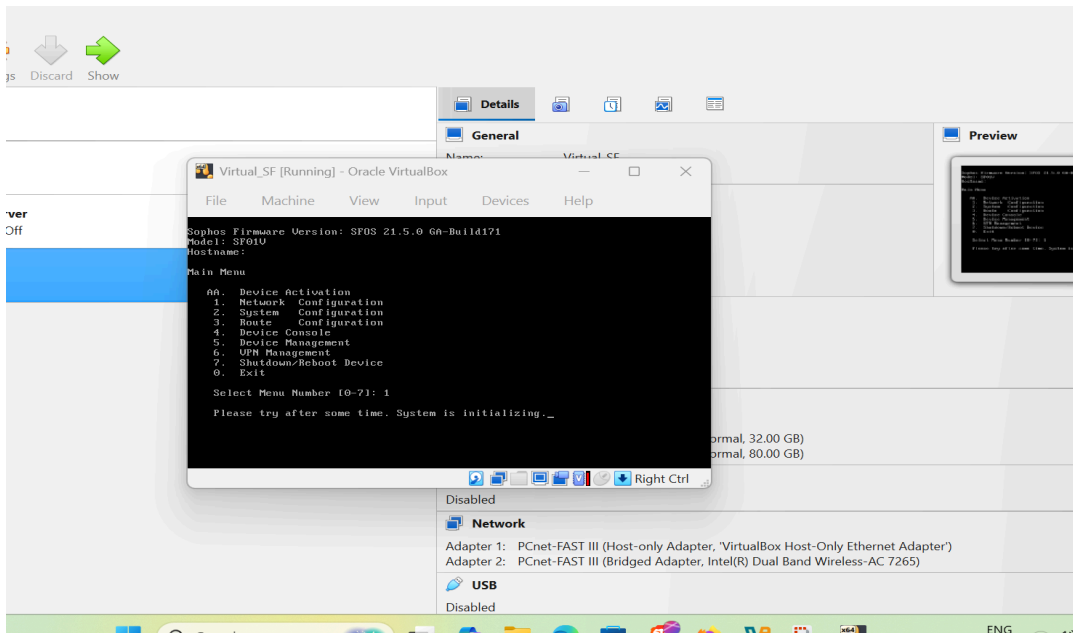 gs Discard Show
Details
General
Name: Virtual_SF
Preview
Virtual_SF [Running] - Oracle VirtualBox
File Machine View Input Devices Help
Sophos Firmware Version: SFOS 21.5.0 GA-Build171
Model: SF01V
Hostname:
Main Menu
AA. Device Activation
1. Network Configuration
2. System Configuration
3. Route Configuration
4. Device Console
5. Device Management
6. VPN Management
7. Shutdown/Reboot Device
0. Exit
Select Menu Number [0-7]: 1
Please try after some time. System is initializing._
Right Ctrl
rver
Off
ormal, 32.00 GB)
ormal, 80.00 GB)
Disabled
Network
Adapter 1: PCnet-FAST III (Host-only Adapter, 'VirtualBox Host-Only Ethernet Adapter')
Adapter 2: PCnet-FAST III (Bridged Adapter, Intel(R) Dual Band Wireless-AC 7265)
USB
Disabled
x64
ENG